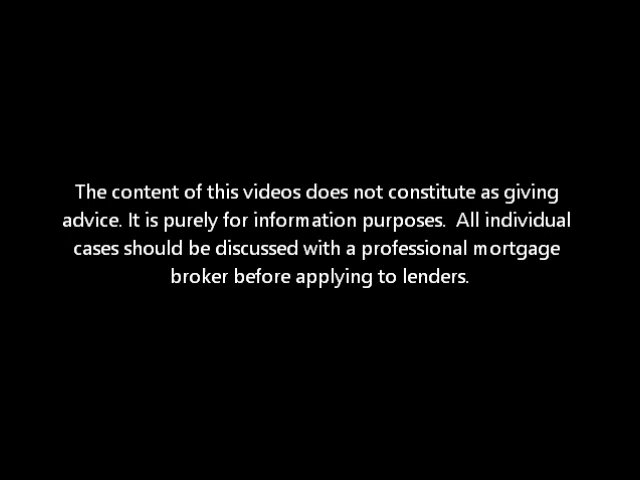 The content of this videos does not constitute as giving
advice. It is purely for information purposes.  All individual
cases should be discussed with a professional mortgage
broker before applying to lenders.